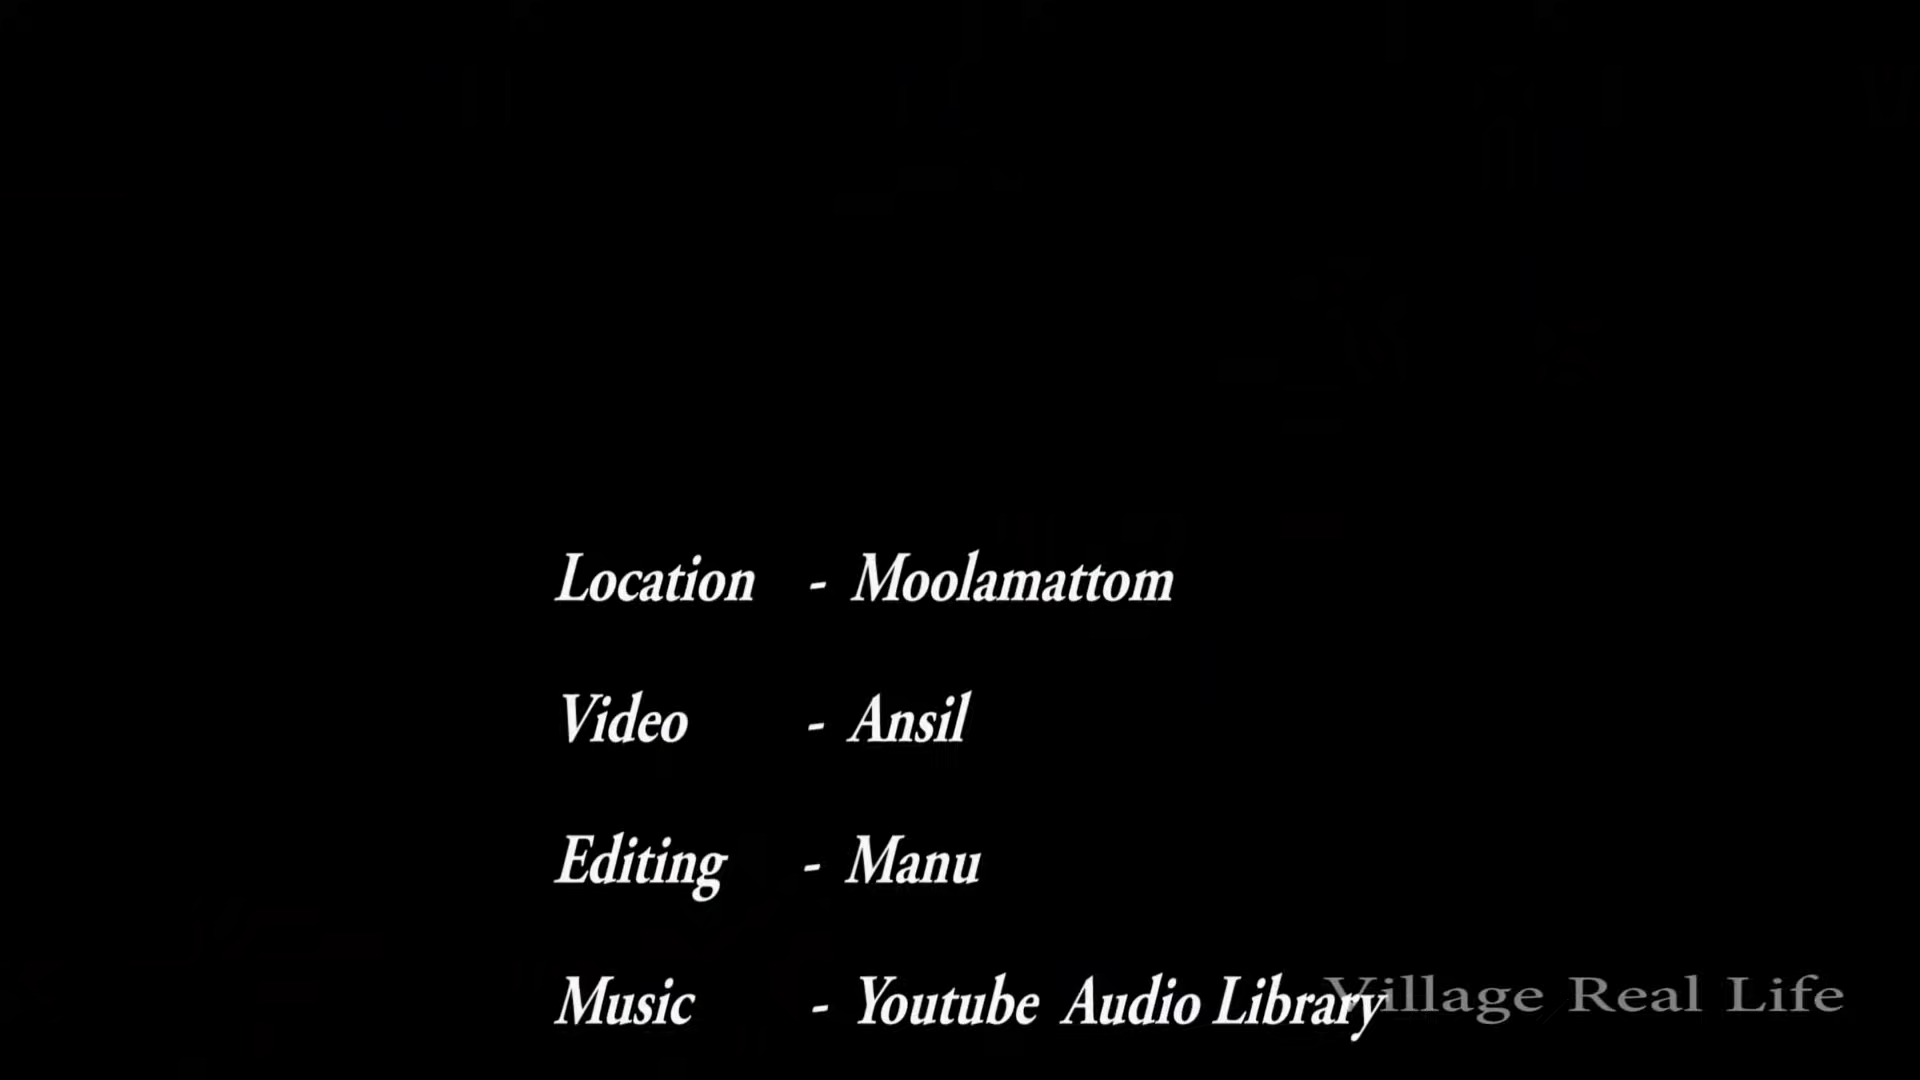 Location - Moolamattom
Video - Ansil
Editing - Manu
Music - Youtube Audio Library
Village Real Life